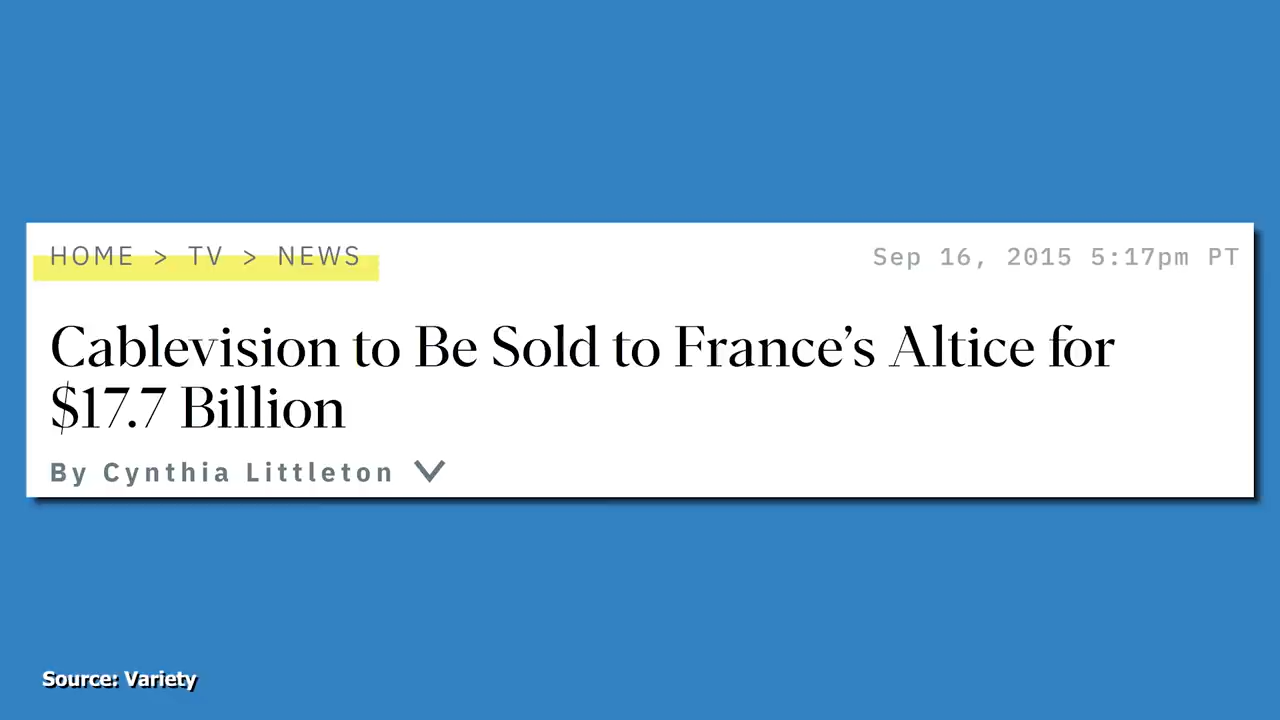 HOME > TV > NEWS
Sep 16, 2015 5:17pm PT
Cablevision to Be Sold to France’s Altice for
$17.7 Billion
By Cynthia Littleton
Source: Variety